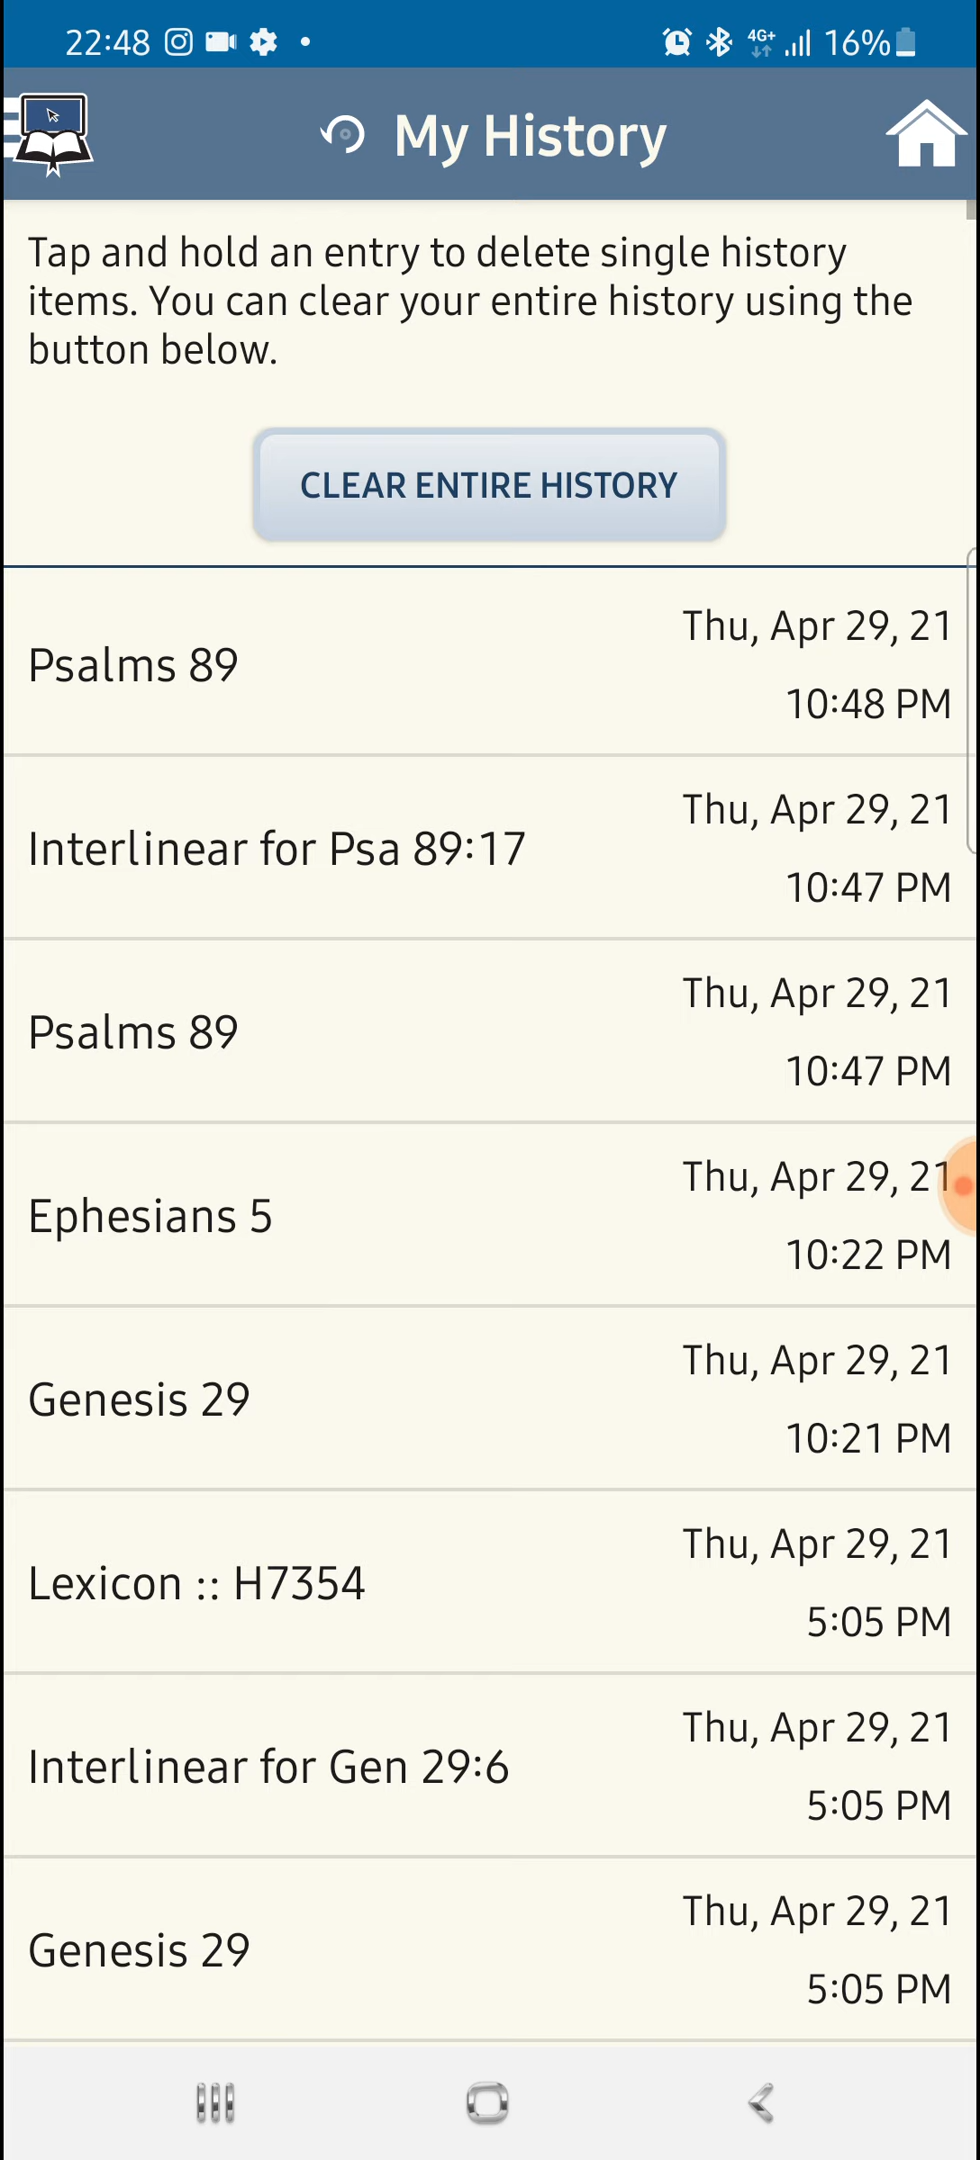 22:48
4G+
16%
My History
Tap and hold an entry to delete single history
items. You can clear your entire history using the
button below.
CLEAR ENTIRE HISTORY
Psalms 89
Thu, Apr 29, 21
10:48 PM
Interlinear for Psa 89:17
Thu, Apr 29, 21
10:47 PM
Psalms 89
Thu, Apr 29, 21
10:47 PM
Ephesians 5
Thu, Apr 29, 21
10:22 PM
Genesis 29
Thu, Apr 29, 21
10:21 PM
Lexicon :: H7354
Thu, Apr 29, 21
5:05 PM
Interlinear for Gen 29:6
Thu, Apr 29, 21
5:05 PM
Genesis 29
Thu, Apr 29, 21
5:05 PM